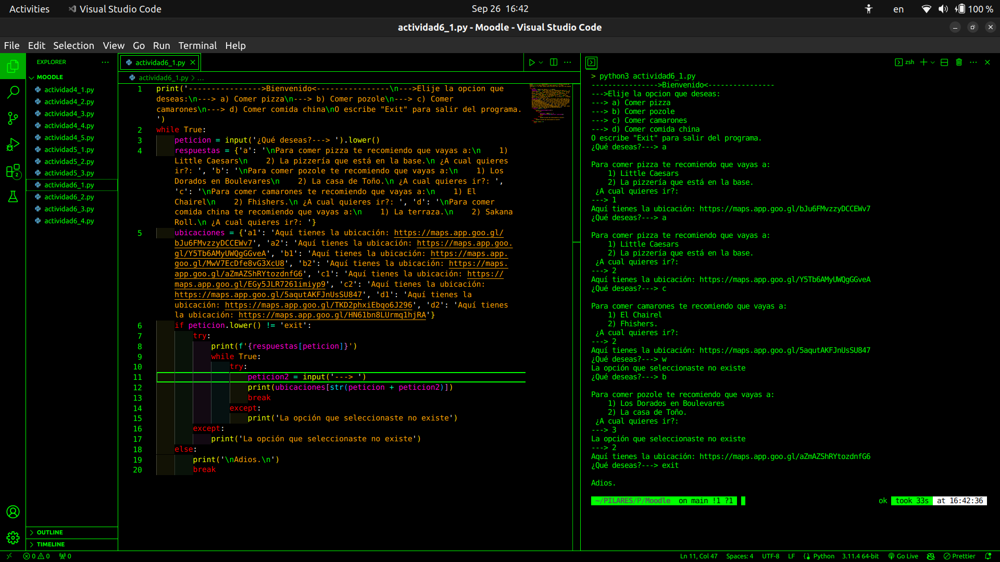 Activities
Visual Studio Code
Sep 26 16:42
en
100 %
actividad6_1.py - Moodle - Visual Studio Code
File Edit Selection View Go Run Terminal Help
EXPLORER
MOODLE
actividad4_1.py
actividad4_2.py
actividad4_3.py
actividad4_4.py
actividad4_5.py
actividad5_1.py
actividad5_2.py
actividad5_3.py
actividad6_1.py
actividad6_2.py
actividad6_3.py
actividad6_4.py
2
OUTLINE
TIMELINE
actividad6_1.py
actividad6_1.py > ...
1 print('---------------->Bienvenido<----------------\n--->Elije la opcion que
deseas:\n---> a) Comer pizza\n---> b) Comer pozole\n---> c) Comer
camarones\n---> d) Comer comida china\nO escribe "Exit" para salir del programa.
')
2 while True:
3 peticion = input('¿Qué deseas?---> ').lower()
4 respuestas = {'a': '\nPara comer pizza te recomiendo que vayas a:\n    1)
Little Caesars\n    2) La pizzería que está en la base.\n ¿A cual quieres
ir?: ', 'b': '\nPara comer pozole te recomiendo que vayas a:\n    1) Los
Dorados en Boulevares\n    2) La casa de Toño.\n ¿A cual quieres ir?: ',
'c': '\nPara comer camarones te recomiendo que vayas a:\n    1) El
Chairel\n    2) Fhishers.\n ¿A cual quieres ir?: ', 'd': '\nPara comer
comida china te recomiendo que vayas a:\n    1) La terraza.\n    2) Sakana
Roll.\n ¿A cual quieres ir?: '}
5 ubicaciones = {'a1': 'Aquí tienes la ubicación: https://maps.app.goo.gl/
bJu6FMvzzyDCCEWv7', 'a2': 'Aquí tienes la ubicación: https://maps.app.goo.
gl/Y5Tb6AMyUWQgGGveA', 'b1': 'Aquí tienes la ubicación: https://maps.app.
goo.gl/MwV7EcDfe8vG3XcU8', 'b2': 'Aquí tienes la ubicación: https://maps.
app.goo.gl/aZmAZShRYtozdnfG6', 'c1': 'Aquí tienes la ubicación: https://
maps.app.goo.gl/EGy5JLR7261imiyp9', 'c2': 'Aquí tienes la ubicación:
https://maps.app.goo.gl/5aqutAKFJnUsSU847', 'd1': 'Aquí tienes la
ubicación: https://maps.app.goo.gl/TKD2phxiEbqo6J296', 'd2': 'Aquí tienes
la ubicación: https://maps.app.goo.gl/HN61bn8LUrmq1hjRA'}
6 if peticion.lower() != 'exit':
7 try:
8 print(f'{respuestas[peticion]}')
9 while True:
10 try:
11 peticion2 = input('---> ')
12 print(ubicaciones[str(peticion + peticion2)])
13 break
14 except:
15 print('La opción que seleccionaste no existe')
16 except:
17 print('La opción que seleccionaste no existe')
18 else:
19 print('\nAdios.\n')
20 break
zsh
> python3 actividad6_1.py
---------------->Bienvenido<----------------
--->Elije la opcion que deseas:
---> a) Comer pizza
---> b) Comer pozole
---> c) Comer camarones
---> d) Comer comida china
O escribe "Exit" para salir del programa.
¿Qué deseas?---> a
Para comer pizza te recomiendo que vayas a:
1) Little Caesars
2) La pizzería que está en la base.
¿A cual quieres ir?:
---> 1
Aquí tienes la ubicación: https://maps.app.goo.gl/bJu6FMvzzyDCCEWv7
¿Qué deseas?---> a
Para comer pizza te recomiendo que vayas a:
1) Little Caesars
2) La pizzería que está en la base.
¿A cual quieres ir?:
---> 2
Aquí tienes la ubicación: https://maps.app.goo.gl/Y5Tb6AMyUWQgGGveA
¿Qué deseas?---> c
Para comer camarones te recomiendo que vayas a:
1) El Chairel
2) Fhishers.
¿A cual quieres ir?:
---> 2
Aquí tienes la ubicación: https://maps.app.goo.gl/5aqutAKFJnUsSU847
¿Qué deseas?---> w
La opción que seleccionaste no existe
¿Qué deseas?---> b
Para comer pozole te recomiendo que vayas a:
1) Los Dorados en Boulevares
2) La casa de Toño.
¿A cual quieres ir?:
---> 3
La opción que seleccionaste no existe
---> 2
Aquí tienes la ubicación: https://maps.app.goo.gl/aZmAZShRYtozdnfG6
¿Qué deseas?---> exit
Adios.
~/PILARES/P/Moodle on main !1 ?1
ok took 33s at 16:42:36
0 0 0
Ln 11, Col 47
Spaces: 4
UTF-8
LF
Python
3.11.4 64-bit
Go Live
Prettier